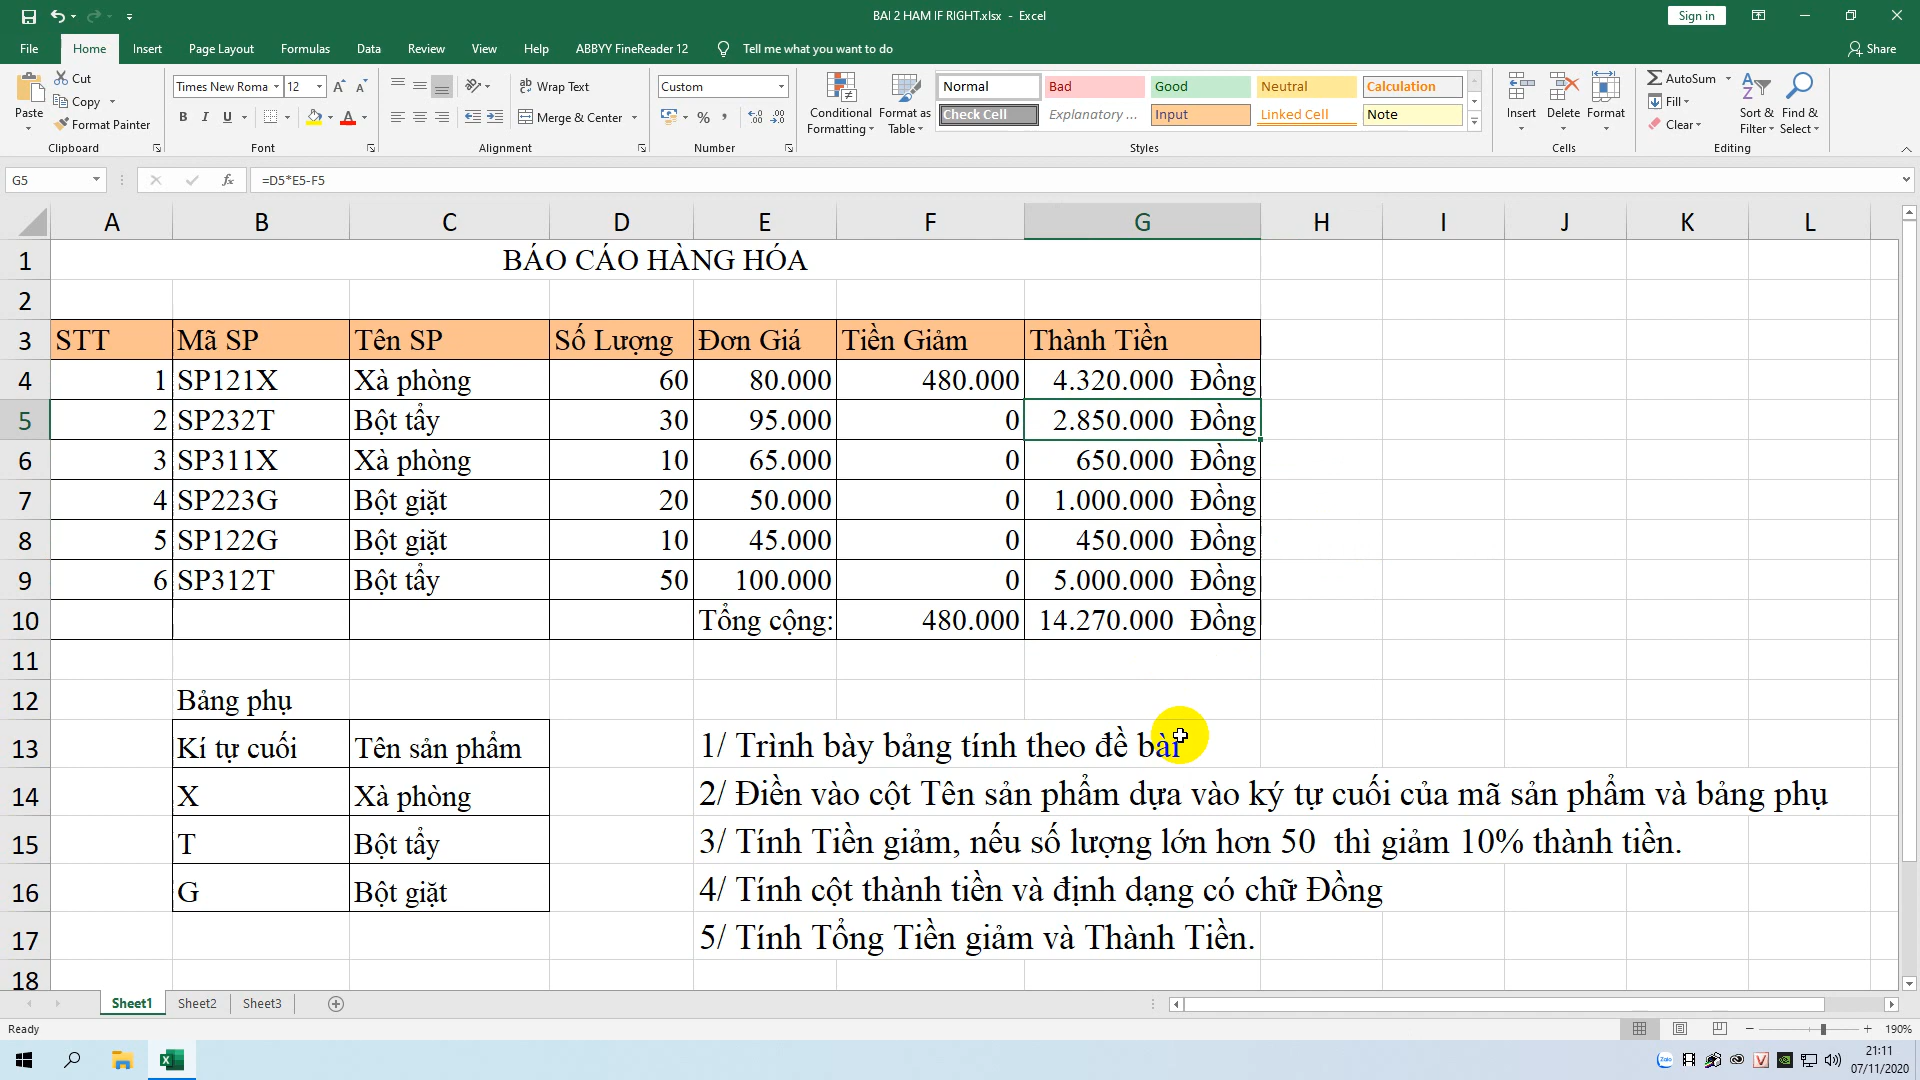 BAI 2 HAM IF RIGHT.xlsx - Excel
Sign in
File Home Insert Page Layout Formulas Data Review View Help ABBYY FineReader 12 Tell me what you want to do Share
Paste Cut Copy Format Painter Clipboard
Times New Roma 12 B I U A A A Font
Wrap Text Merge & Center Alignment
Custom % Number
Conditional Formatting Format as Table
Normal Bad Good Neutral Calculation
Check Cell Explanatory ... Input Linked Cell Note
Styles
Insert Delete Format Cells
AutoSum Fill Clear Sort & Filter Find & Select Editing
G5 fx =D5*E5-F5
A B C D E F G H I J K L
1 BÁO CÁO HÀNG HÓA
2
3 STT Mã SP Tên SP Số Lượng Đơn Giá Tiền Giảm Thành Tiền
4 1 SP121X Xà phòng 60 80.000 480.000 4.320.000 Đồng
5 2 SP232T Bột tẩy 30 95.000 0 2.850.000 Đồng
6 3 SP311X Xà phòng 10 65.000 0 650.000 Đồng
7 4 SP223G Bột giặt 20 50.000 0 1.000.000 Đồng
8 5 SP122G Bột giặt 10 45.000 0 450.000 Đồng
9 6 SP312T Bột tẩy 50 100.000 0 5.000.000 Đồng
10 Tổng cộng: 480.000 14.270.000 Đồng
11
12 Bảng phụ
13 Kí tự cuối Tên sản phẩm 1/ Trình bày bảng tính theo đề bài
14 X Xà phòng 2/ Điền vào cột Tên sản phẩm dựa vào ký tự cuối của mã sản phẩm và bảng phụ
15 T Bột tẩy 3/ Tính Tiền giảm, nếu số lượng lớn hơn 50 thì giảm 10% thành tiền.
16 G Bột giặt 4/ Tính cột thành tiền và định dạng có chữ Đồng
17 5/ Tính Tổng Tiền giảm và Thành Tiền.
18
Sheet1 Sheet2 Sheet3
Ready 190%
Zalo V 21:11
07/11/2020